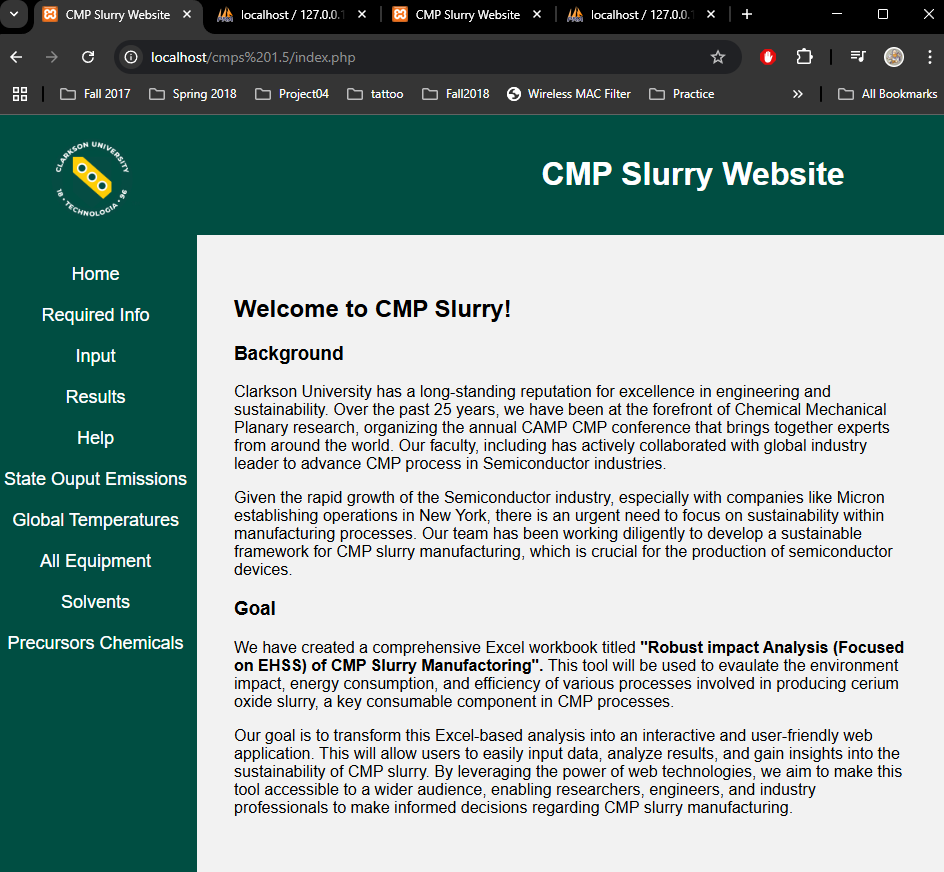 CMP Slurry Website
localhost / 127.0.0.1
CMP Slurry Website
localhost / 127.0.0.1
localhost/cmps%201.5/index.php
Fall 2017
Spring 2018
Project04
tattoo
Fall2018
Wireless MAC Filter
Practice
All Bookmarks
CLARKSON UNIVERSITY
18 • TECHNOLOGIA • 96
CMP Slurry Website
Home
Required Info
Input
Results
Help
State Ouput Emissions
Global Temperatures
All Equipment
Solvents
Precursors Chemicals
Welcome to CMP Slurry!
Background
Clarkson University has a long-standing reputation for excellence in engineering and
sustainability. Over the past 25 years, we have been at the forefront of Chemical Mechanical
Planary research, organizing the annual CAMP CMP conference that brings together experts
from around the world. Our faculty, including has actively collaborated with global industry
leader to advance CMP process in Semiconductor industries.
Given the rapid growth of the Semiconductor industry, especially with companies like Micron
establishing operations in New York, there is an urgent need to focus on sustainability within
manufacturing processes. Our team has been working diligently to develop a sustainable
framework for CMP slurry manufacturing, which is crucial for the production of semiconductor
devices.
Goal
We have created a comprehensive Excel workbook titled "Robust impact Analysis (Focused
on EHSS) of CMP Slurry Manufactoring". This tool will be used to evaulate the environment
impact, energy consumption, and efficiency of various processes involved in producing cerium
oxide slurry, a key consumable component in CMP processes.
Our goal is to transform this Excel-based analysis into an interactive and user-friendly web
application. This will allow users to easily input data, analyze results, and gain insights into the
sustainability of CMP slurry. By leveraging the power of web technologies, we aim to make this
tool accessible to a wider audience, enabling researchers, engineers, and industry
professionals to make informed decisions regarding CMP slurry manufacturing.